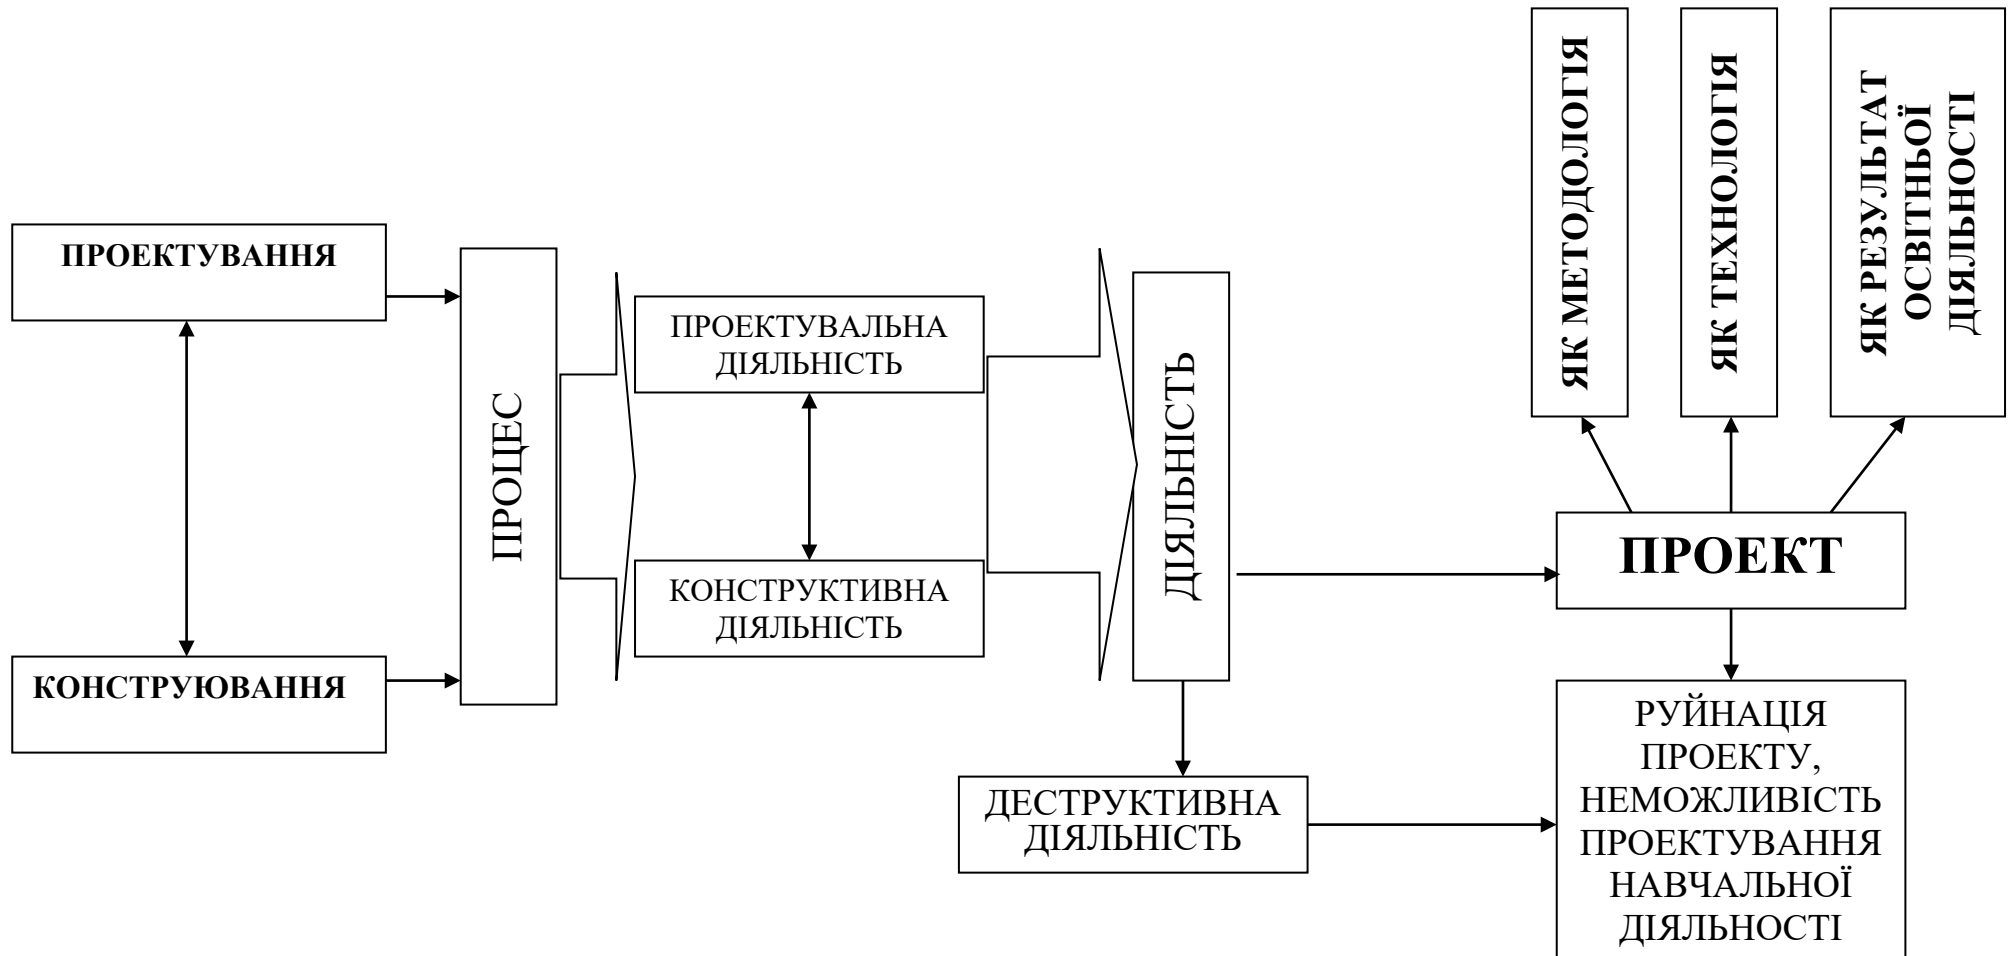 ПРОЕКТУВАННЯ
КОНСТРУЮВАННЯ
ПРОЦЕС
ПРОЕКТУВАЛЬНА
ДІЯЛЬНІСТЬ
КОНСТРУКТИВНА
ДІЯЛЬНІСТЬ
ДІЯЛЬНІСТЬ
ДЕСТРУКТИВНА
ДІЯЛЬНІСТЬ
ЯК МЕТОДОЛОГІЯ
ЯК ТЕХНОЛОГІЯ
ЯК РЕЗУЛЬТАТ
ОСВІТНЬОЇ
ДІЯЛЬНОСТІ
ПРОЕКТ
РУЙНАЦІЯ
ПРОЕКТУ,
НЕМОЖЛИВІСТЬ
ПРОЕКТУВАННЯ
НАВЧАЛЬНОЇ
ДІЯЛЬНОСТІ